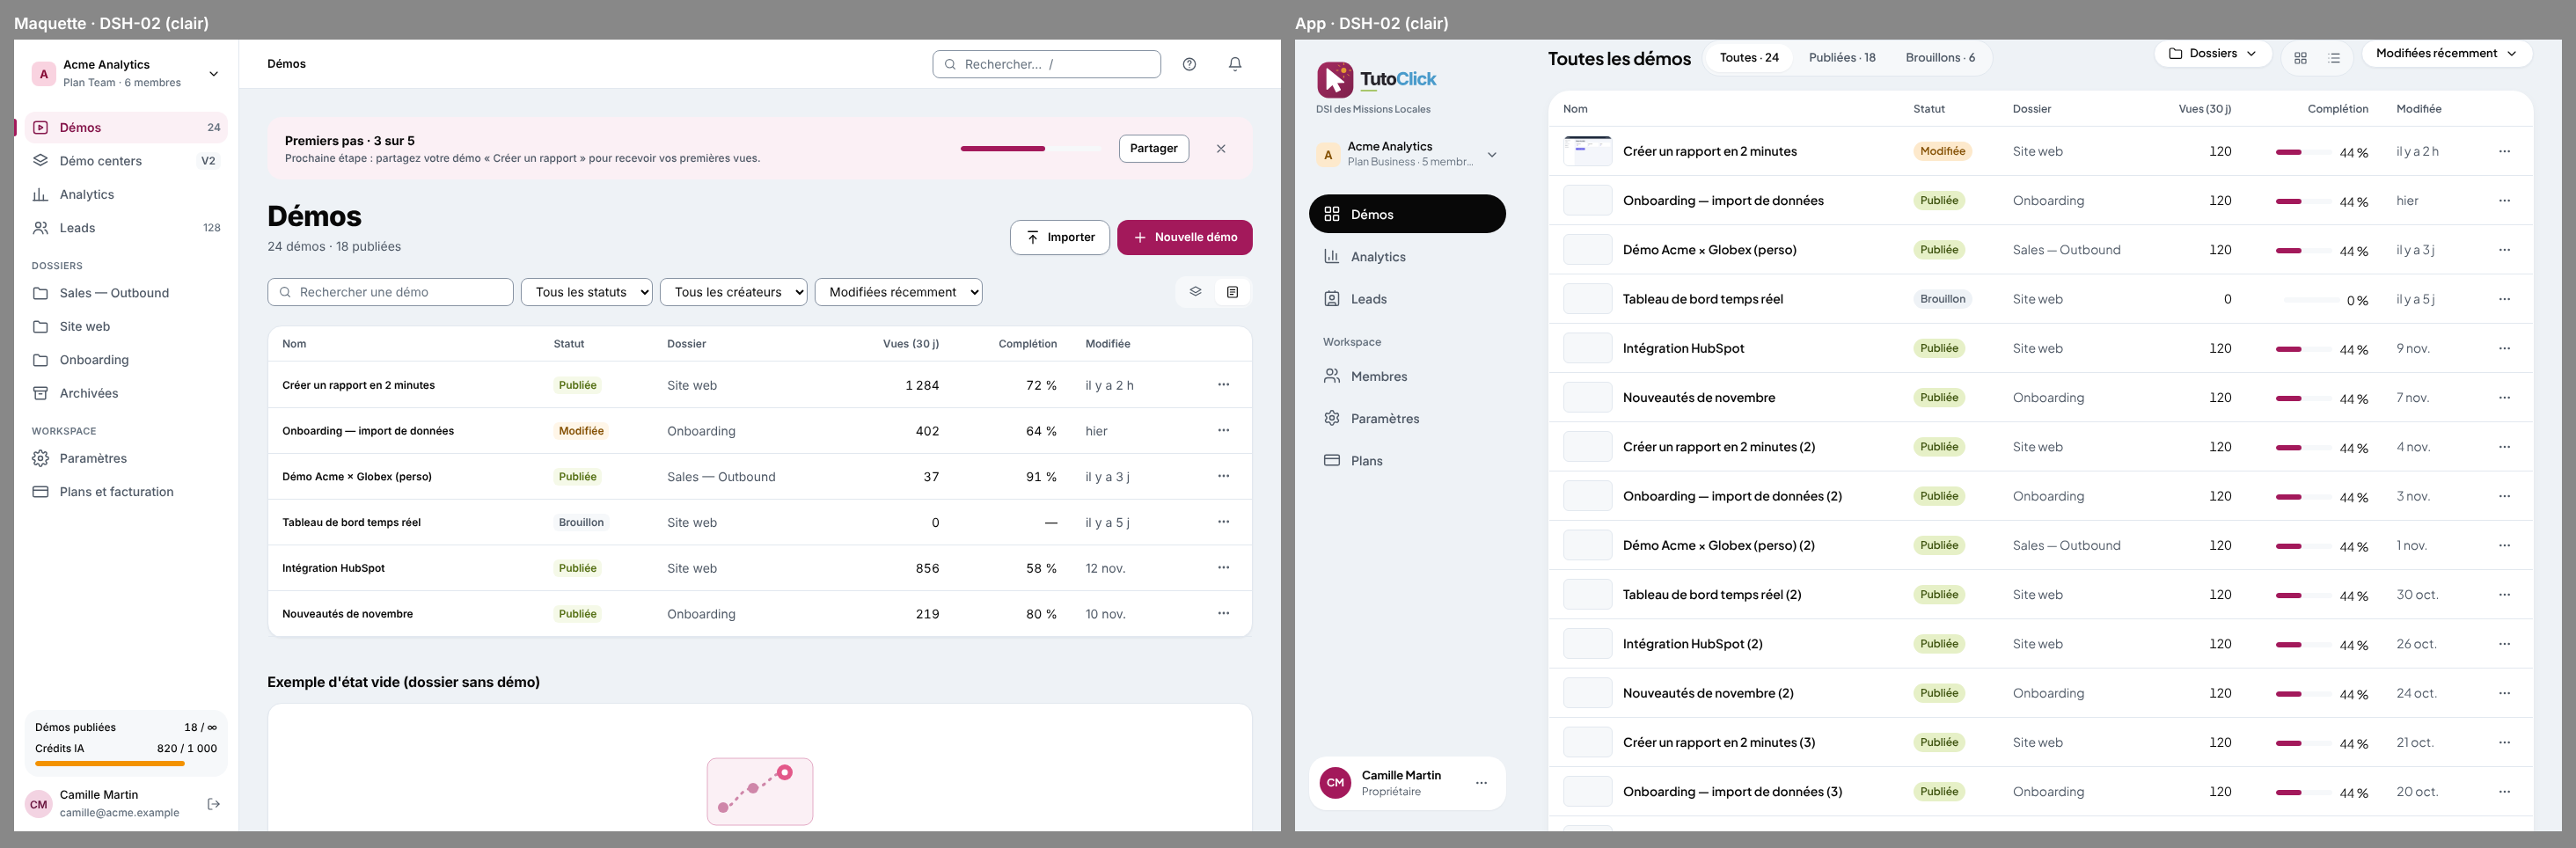 Maquette · DSH-02 (clair)
A
Acme Analytics
Plan Team · 6 membres
Démos 24
Démo centers V2
Analytics
Leads 128
DOSSIERS
Sales — Outbound
Site web
Onboarding
Archivées
WORKSPACE
Paramètres
Plans et facturation
Démos publiées 18 / ∞
Crédits IA 820 / 1 000
CM
Camille Martin
camille@acme.example
Démos
Rechercher... /
Premiers pas · 3 sur 5
Prochaine étape : partagez votre démo « Créer un rapport » pour recevoir vos premières vues.
Partager
Démos
24 démos · 18 publiées
Importer
Nouvelle démo
Rechercher une démo
Tous les statuts
Tous les créateurs
Modifiées récemment
Nom Statut Dossier Vues (30 j) Complétion Modifiée
Créer un rapport en 2 minutes Publiée Site web 1 284 72 % il y a 2 h
Onboarding — import de données Modifiée Onboarding 402 64 % hier
Démo Acme × Globex (perso) Publiée Sales — Outbound 37 91 % il y a 3 j
Tableau de bord temps réel Brouillon Site web 0 — il y a 5 j
Intégration HubSpot Publiée Site web 856 58 % 12 nov.
Nouveautés de novembre Publiée Onboarding 219 80 % 10 nov.
Exemple d'état vide (dossier sans démo)
App · DSH-02 (clair)
TutoClick
DSI des Missions Locales
A
Acme Analytics
Plan Business · 5 membr...
Démos
Analytics
Leads
Workspace
Membres
Paramètres
Plans
CM
Camille Martin
Propriétaire
Toutes les démos
Toutes · 24
Publiées · 18
Brouillons · 6
Dossiers
Modifiées récemment
Nom Statut Dossier Vues (30 j) Complétion Modifiée
Créer un rapport en 2 minutes Modifiée Site web 120 44 % il y a 2 h
Onboarding — import de données Publiée Onboarding 120 44 % hier
Démo Acme × Globex (perso) Publiée Sales — Outbound 120 44 % il y a 3 j
Tableau de bord temps réel Brouillon Site web 0 0 % il y a 5 j
Intégration HubSpot Publiée Site web 120 44 % 9 nov.
Nouveautés de novembre Publiée Onboarding 120 44 % 7 nov.
Créer un rapport en 2 minutes (2) Publiée Site web 120 44 % 4 nov.
Onboarding — import de données (2) Publiée Onboarding 120 44 % 3 nov.
Démo Acme × Globex (perso) (2) Publiée Sales — Outbound 120 44 % 1 nov.
Tableau de bord temps réel (2) Publiée Site web 120 44 % 30 oct.
Intégration HubSpot (2) Publiée Site web 120 44 % 26 oct.
Nouveautés de novembre (2) Publiée Onboarding 120 44 % 24 oct.
Créer un rapport en 2 minutes (3) Publiée Site web 120 44 % 21 oct.
Onboarding — import de données (3) Publiée Onboarding 120 44 % 20 oct.